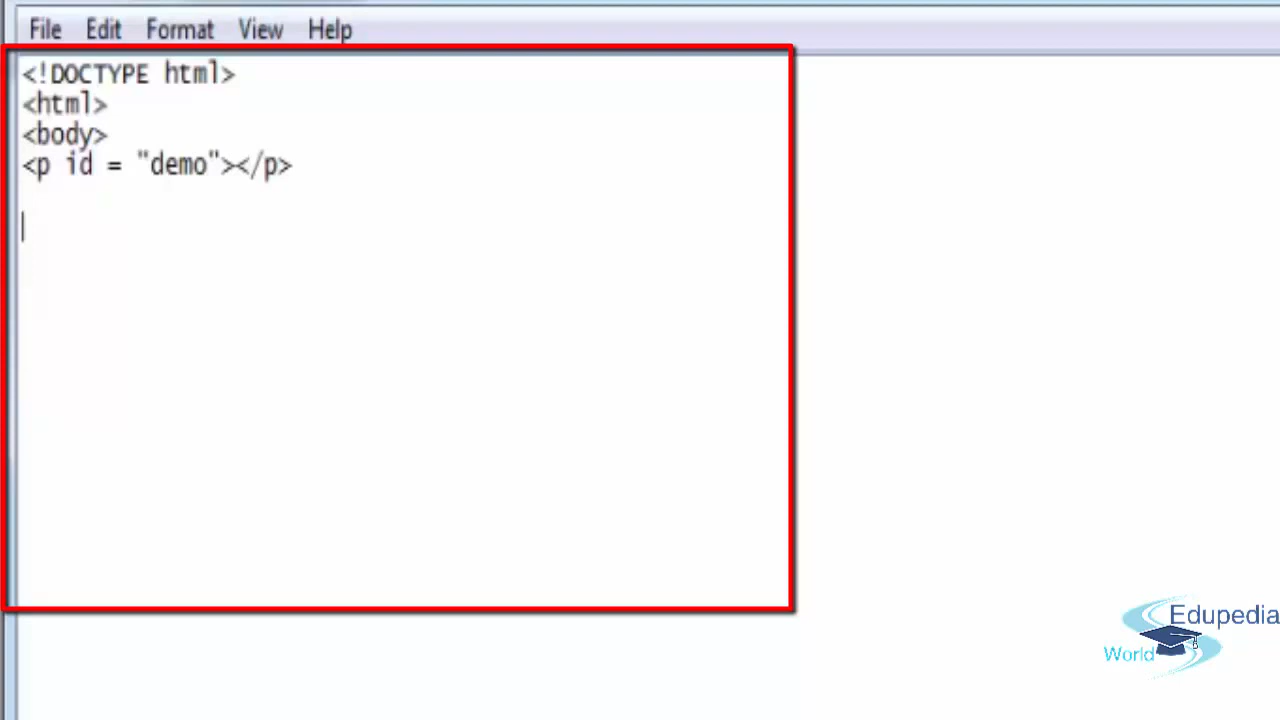 File Edit Format View Help
<!DOCTYPE html>
<html>
<body>
<p id = "demo"></p>
Edupedia
World